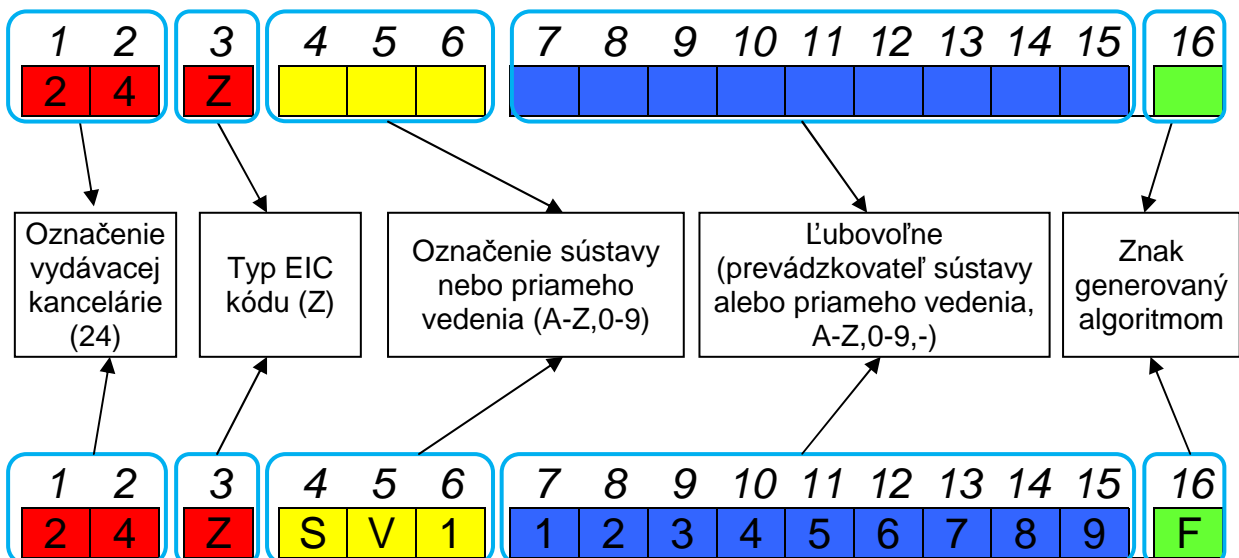 1 2 3 4 5 6 7 8 9 10 11 12 13 14 15 16
2 4 Z
Označenie
vydávacej
kancelárie
(24)
Typ EIC
kódu (Z)
Označenie sústavy
nebo priameho
vedenia (A-Z,0-9)
Ľubovoľne
(prevádzkovateľ sústavy
alebo priameho vedenia,
A-Z,0-9,-)
Znak
generovaný
algoritmom
1 2 3 4 5 6 7 8 9 10 11 12 13 14 15 16
2 4 Z S V 1 1 2 3 4 5 6 7 8 9 F